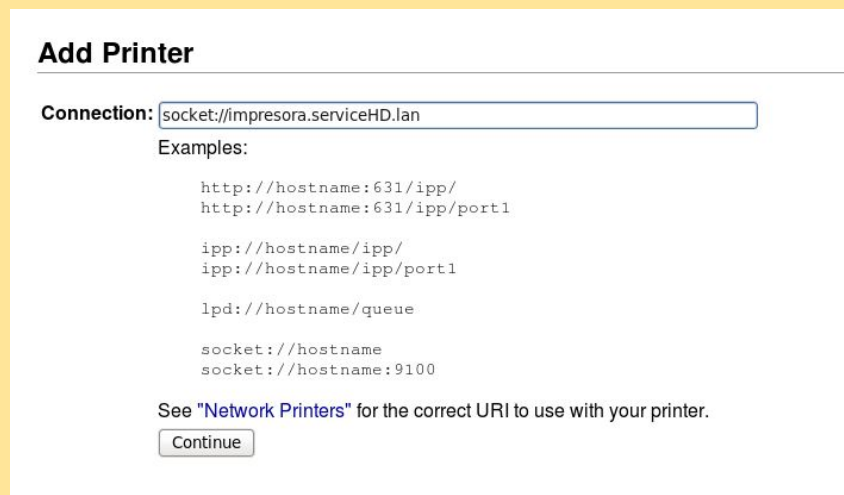 Add Printer
Connection: socket://impresora.serviceHD.lan
Examples:
http://hostname:631/ipp/
http://hostname:631/ipp/port1
ipp://hostname/ipp/
ipp://hostname/ipp/port1
lpd://hostname/queue
socket://hostname
socket://hostname:9100
See "Network Printers" for the correct URI to use with your printer.
Continue